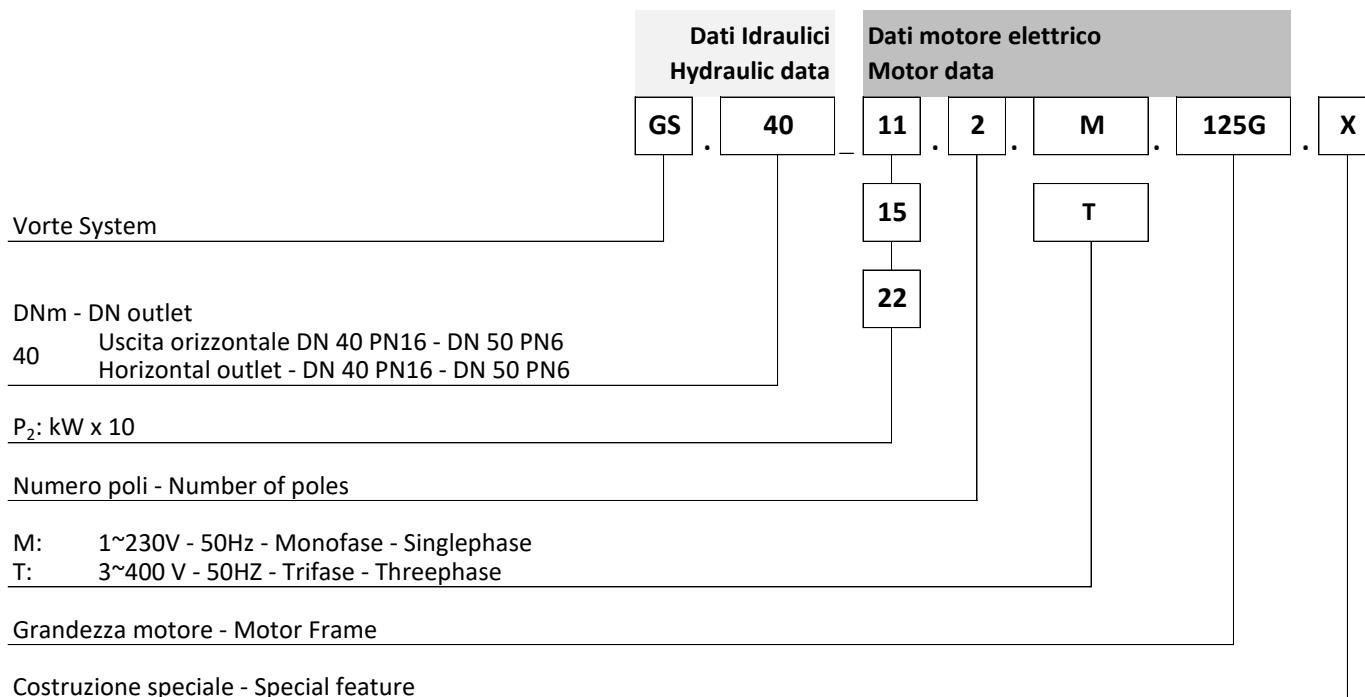 Dati Idraulici Dati motore elettrico
Hydraulic data Motor data
GS . 40 _ 11 . 2 . M . 125G . X
15 T
Vorte System
22
DNm - DN outlet
40 Uscita orizzontale DN 40 PN16 - DN 50 PN6
Horizontal outlet - DN 40 PN16 - DN 50 PN6
P₂: kW x 10
Numero poli - Number of poles
M: 1~230V - 50Hz - Monofase - Singlephase
T: 3~400 V - 50HZ - Trifase - Threephase
Grandezza motore - Motor Frame
Costruzione speciale - Special feature